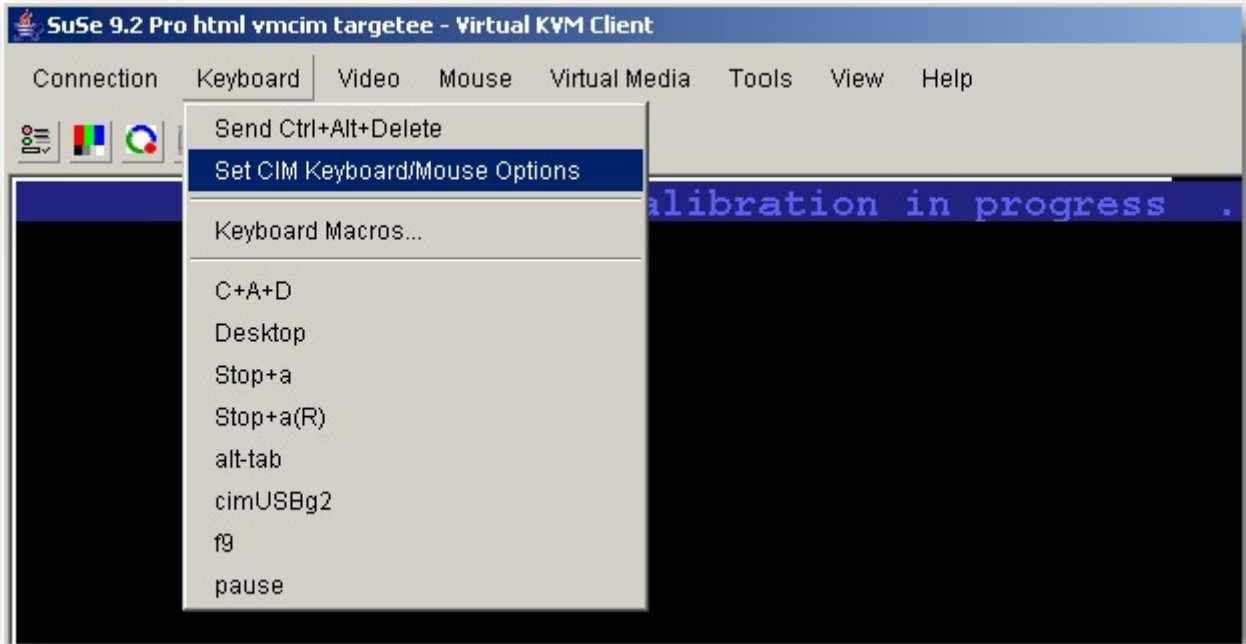 SuSe 9.2 Pro html vmcim targetee - Virtual KVM Client
Connection Keyboard Video Mouse Virtual Media Tools View Help
Send Ctrl+Alt+Delete
Set CIM Keyboard/Mouse Options
alibration in progress .
Keyboard Macros...
C+A+D
Desktop
Stop+a
Stop+a(R)
alt-tab
cimUSBg2
f9
pause